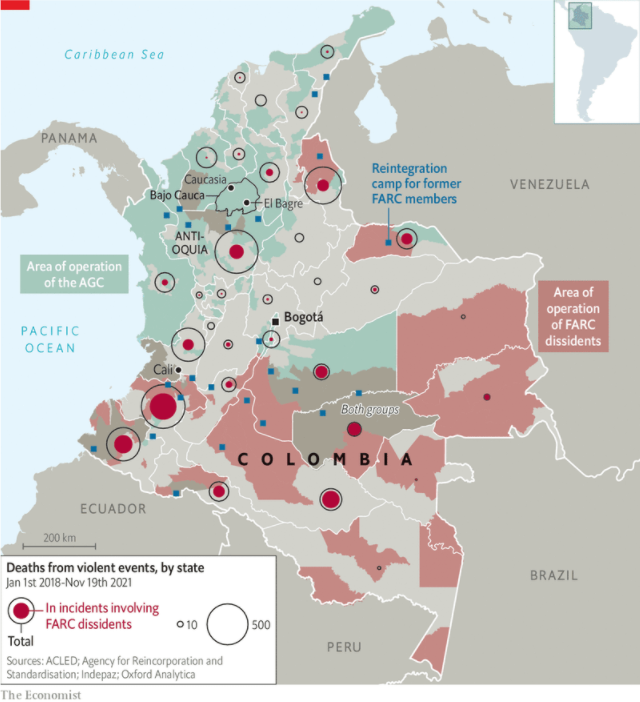 Caribbean Sea
PANAMA
VENEZUELA
Caucasia
Bajo Cauca
El Bagre
Reintegration
camp for former
FARC members
ANTI-
OQUIA
Area of operation
of the AGC
Area of
operation
of FARC
dissidents
PACIFIC
OCEAN
Bogotá
Cali
Both groups
COLOMBIA
ECUADOR
200 km
BRAZIL
PERU
Deaths from violent events, by state
Jan 1st 2018-Nov 19th 2021
In incidents involving
FARC dissidents
Total
10
500
Sources: ACLED; Agency for Reincorporation and
Standardisation; Indepaz; Oxford Analytica
The Economist